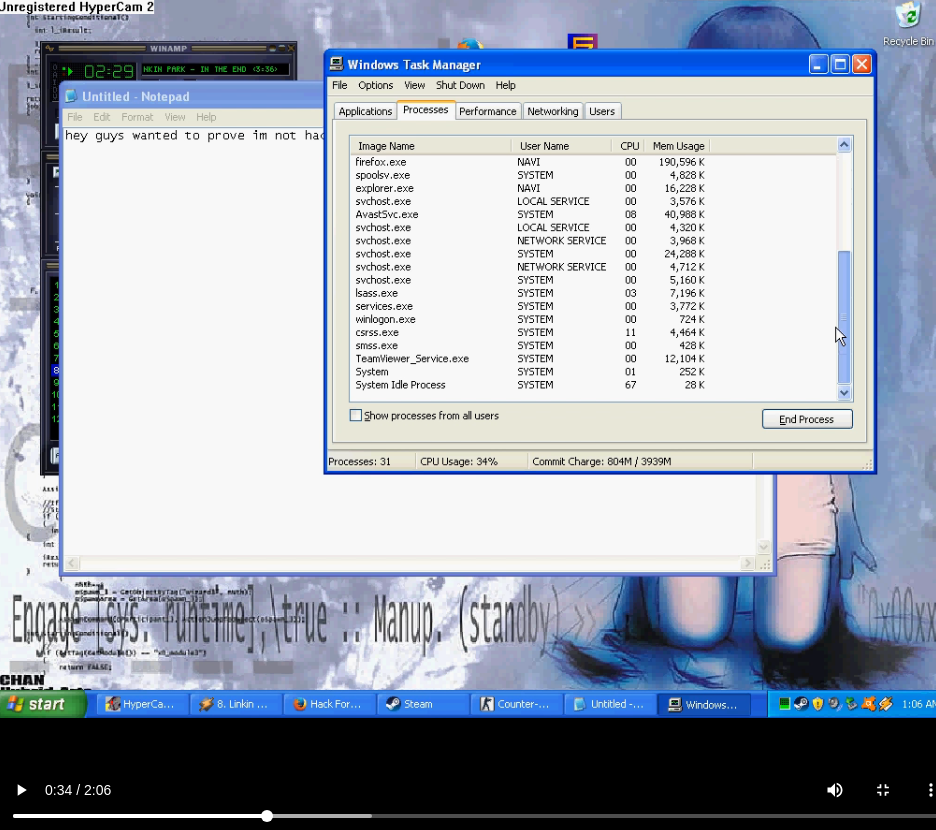 Unregistered HyperCam 2
Recycle Bin
WINAMP
02:29
NKIN PARK - IN THE END <3:36>
Untitled - Notepad
File Edit Format View Help
hey guys wanted to prove im not hac
Windows Task Manager
File Options View Shut Down Help
Applications Processes Performance Networking Users
Image Name User Name CPU Mem Usage
firefox.exe NAVI 00 190,596 K
spoolsv.exe SYSTEM 00 4,828 K
explorer.exe NAVI 00 16,228 K
svchost.exe LOCAL SERVICE 00 3,576 K
AvastSvc.exe SYSTEM 08 40,988 K
svchost.exe LOCAL SERVICE 00 4,320 K
svchost.exe NETWORK SERVICE 00 3,968 K
svchost.exe SYSTEM 00 24,288 K
svchost.exe NETWORK SERVICE 00 4,712 K
svchost.exe SYSTEM 00 5,160 K
lsass.exe SYSTEM 03 7,196 K
services.exe SYSTEM 00 3,772 K
winlogon.exe SYSTEM 00 724 K
csrss.exe SYSTEM 11 4,464 K
smss.exe SYSTEM 00 428 K
TeamViewer_Service.exe SYSTEM 00 12,104 K
System SYSTEM 01 252 K
System Idle Process SYSTEM 67 28 K
Show processes from all users
End Process
Processes: 31 CPU Usage: 34% Commit Charge: 804M / 3939M
Engage [sys. runtime],\true :: Manup. (standby
return FALSE;
CHAN
start HyperCa... 8. Linkin ... Hack For... Steam Counter-... Untitled -... Windows... 1:06 AM
0:34 / 2:06